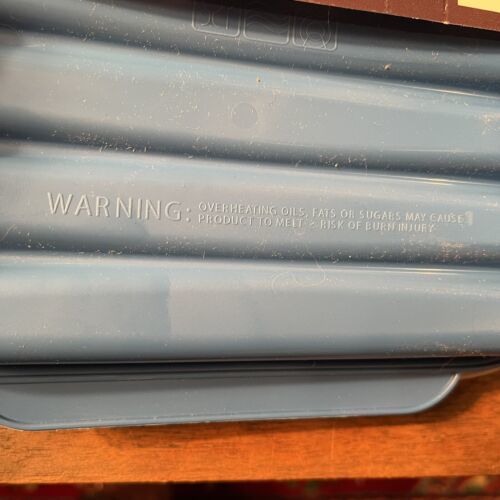 WARNING: OVERHEATING OILS, FATS OR SUGARS MAY CAUSE
PRODUCT TO MELT - RISK OF BURN INJURY